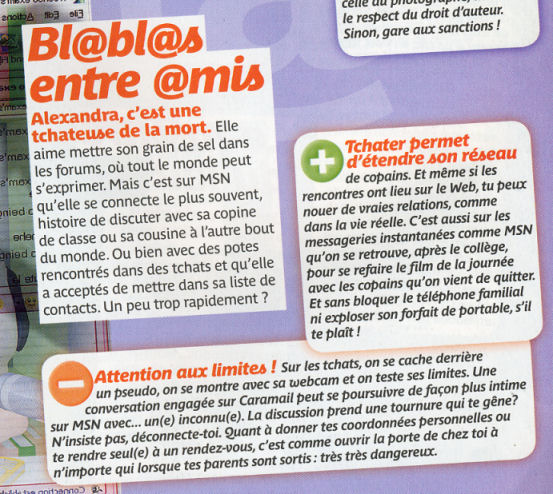 celle du photographe,
le respect du droit d'auteur.
Sinon, gare aux sanctions !
Bl@bl@s
entre @mis
Alexandra, c'est une
tchateuse de la mort. Elle
aime mettre son grain de sel dans
les forums, où tout le monde peut
s'exprimer. Mais c'est sur MSN
qu'elle se connecte le plus souvent,
histoire de discuter avec sa copine
de classe ou sa cousine à l'autre bout
du monde. Ou bien avec des potes
rencontrés dans des tchats et qu'elle
a acceptés de mettre dans sa liste de
contacts. Un peu trop rapidement ?
Tchater permet
d'étendre son réseau
de copains. Et même si les
rencontres ont lieu sur le Web, tu peux
nouer de vraies relations, comme
dans la vie réelle. C'est aussi sur les
messageries instantanées comme MSN
qu'on se retrouve, après le collège,
pour se refaire le film de la journée
avec les copains qu'on vient de quitter.
Et sans bloquer le téléphone familial
ni exploser son forfait de portable, s'il
te plaît !
Attention aux limites ! Sur les tchats, on se cache derrière
un pseudo, on se montre avec sa webcam et on teste ses limites. Une
conversation engagée sur Caramail peut se poursuivre de façon plus intime
sur MSN avec... un(e) inconnu(e). La discussion prend une tournure qui te gêne?
N'insiste pas, déconnecte-toi. Quant à donner tes coordonnées personnelles ou
te rendre seul(e) à un rendez-vous, c'est comme ouvrir la porte de chez toi à
n'importe qui lorsque tes parents sont sortis : très très dangereux.